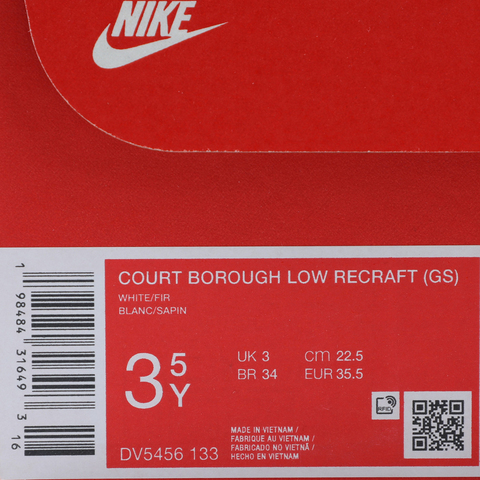 NIKE
COURT BOROUGH LOW RECRAFT (GS)
WHITE/FIR
BLANC/SAPIN
3 5 Y
UK 3 cm 22.5
BR 34 EUR 35.5
RFID
MADE IN VIETNAM /
FABRIQUE AU VIETNAM /
FABRICADO NO VIETNÃ /
HECHO EN VIETNAM
DV5456 133
1 98484 31649 3 16